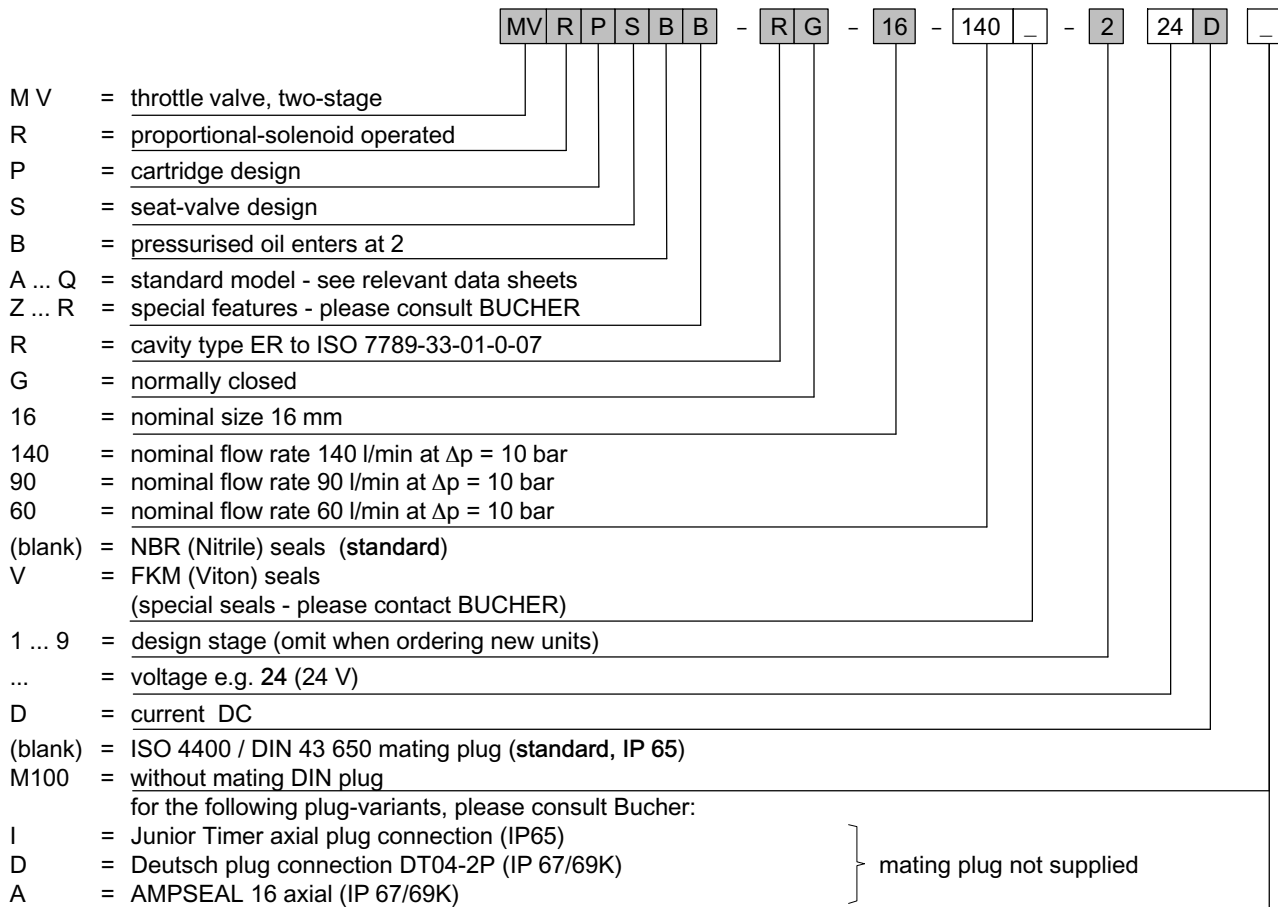 MV R P S B B - R G - 16 - 140 _ - 2 24 D _
M V = throttle valve, two-stage
R = proportional-solenoid operated
P = cartridge design
S = seat-valve design
B = pressurised oil enters at 2
A ... Q = standard model - see relevant data sheets
Z ... R = special features - please consult BUCHER
R = cavity type ER to ISO 7789-33-01-0-07
G = normally closed
16 = nominal size 16 mm
140 = nominal flow rate 140 l/min at Δp = 10 bar
90 = nominal flow rate 90 l/min at Δp = 10 bar
60 = nominal flow rate 60 l/min at Δp = 10 bar
(blank) = NBR (Nitrile) seals (standard)
V = FKM (Viton) seals
(special seals - please contact BUCHER)
1 ... 9 = design stage (omit when ordering new units)
... = voltage e.g. 24 (24 V)
D = current DC
(blank) = ISO 4400 / DIN 43 650 mating plug (standard, IP 65)
M100 = without mating DIN plug
for the following plug-variants, please consult Bucher:
I = Junior Timer axial plug connection (IP65)
D = Deutsch plug connection DT04-2P (IP 67/69K) mating plug not supplied
A = AMPSEAL 16 axial (IP 67/69K)